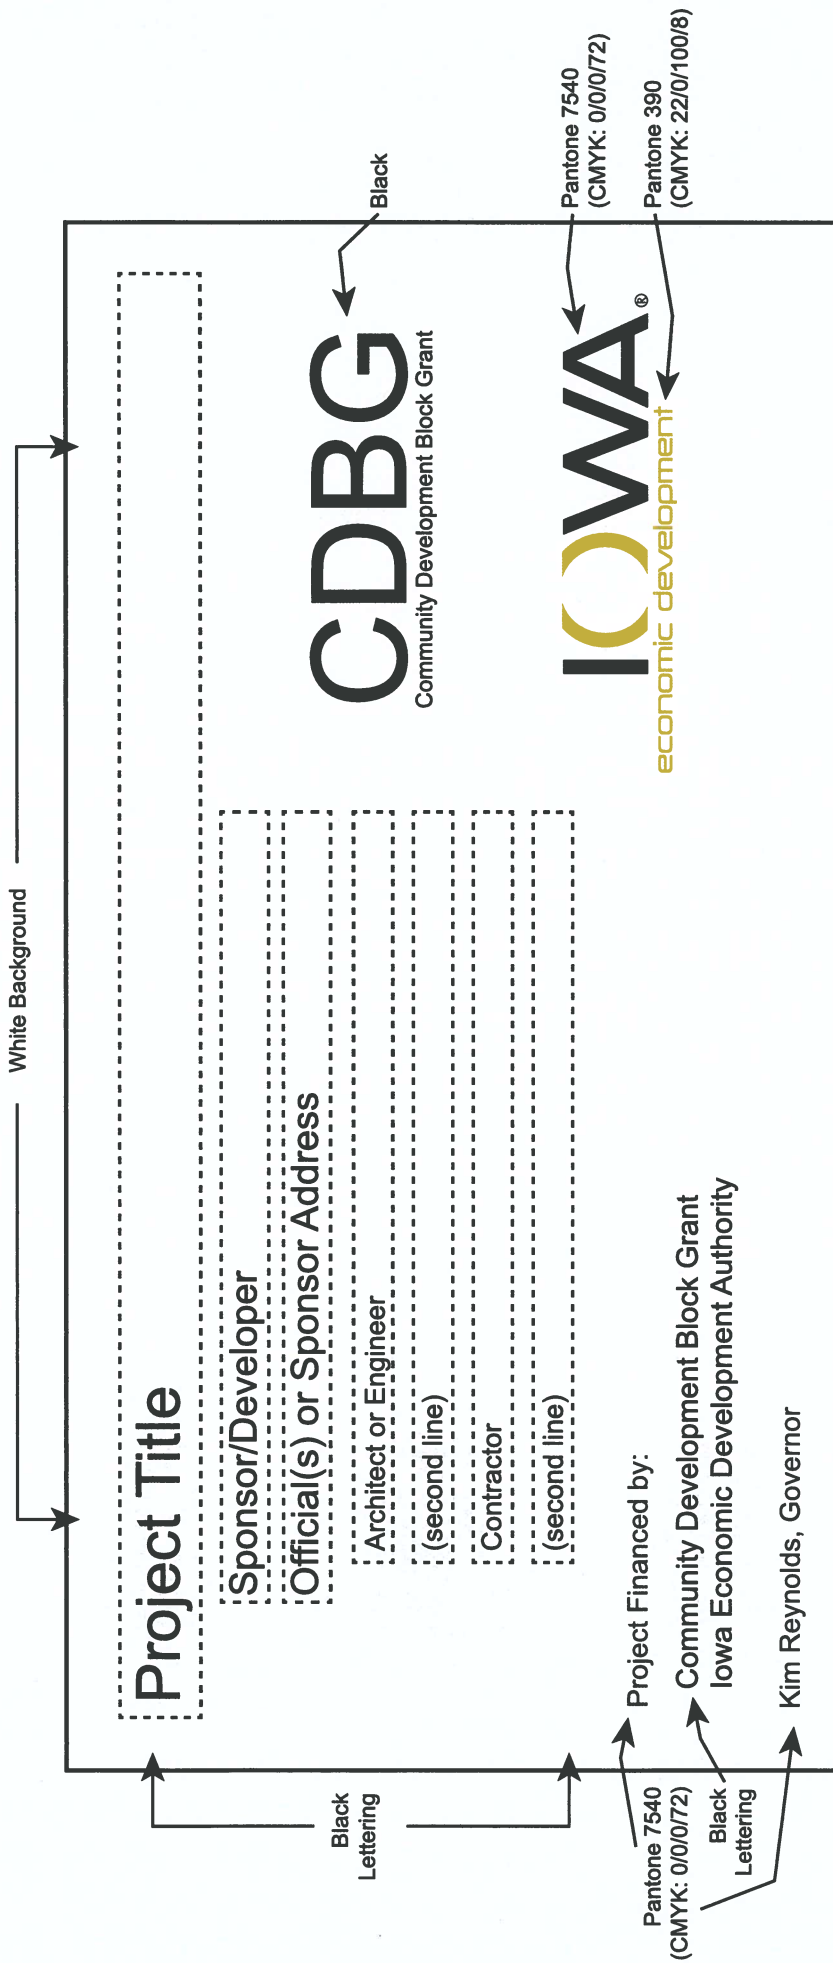 White Background
Project Title
Sponsor/Developer
Official(s) or Sponsor Address
Architect or Engineer
(second line)
Contractor
(second line)
Black
Lettering
CDBG
Community Development Block Grant
Black
IOWA®
economic development
Pantone 7540
(CMYK: 0/0/0/72)
Pantone 390
(CMYK: 22/0/100/8)
Project Financed by:
Community Development Block Grant
Iowa Economic Development Authority
Kim Reynolds, Governor
Pantone 7540
(CMYK: 0/0/0/72)
Black
Lettering